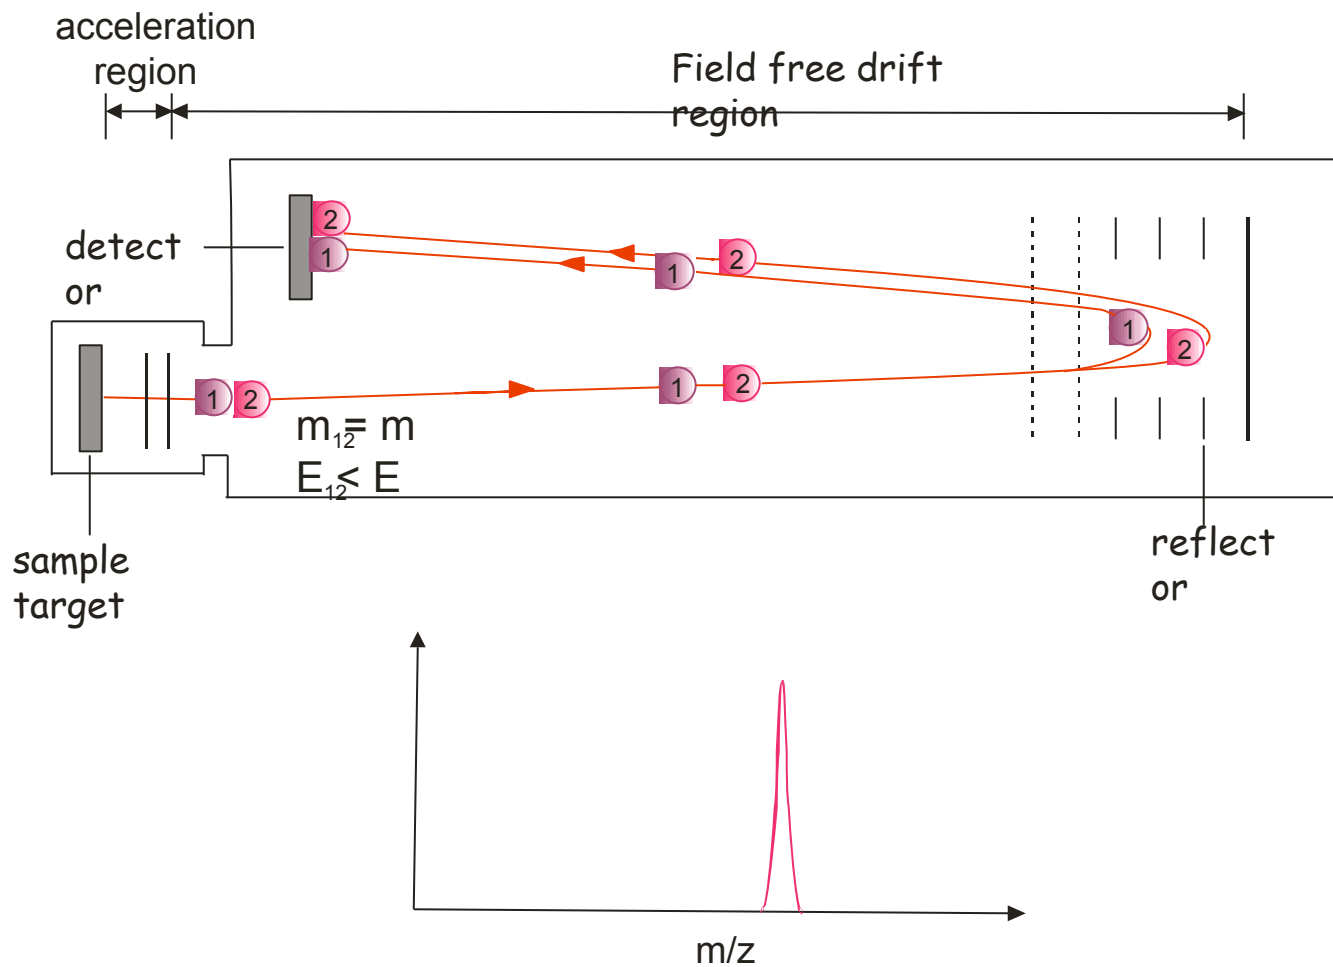 acceleration
region
Field free drift
region
detect
or
2
1
1
2
1
2
1
2
1
2
m₁₂= m
E₁₂< E
sample
target
reflect
or
m/z